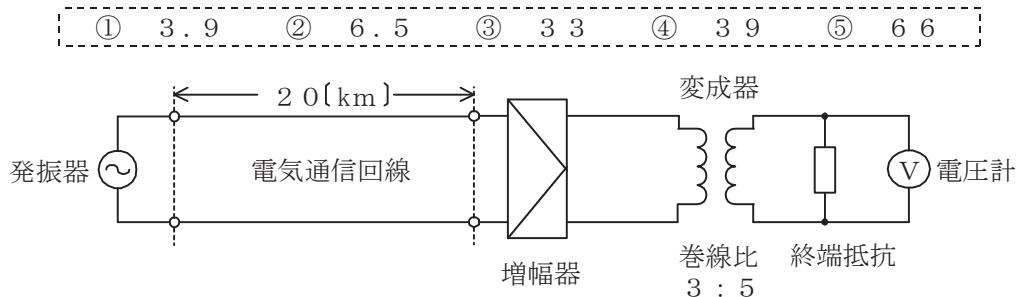 ① 3.9 ② 6.5 ③ 33 ④ 39 ⑤ 66
20〔km〕
変成器
発振器
電気通信回線
V
電圧計
増幅器
巻線比
3:5
終端抵抗